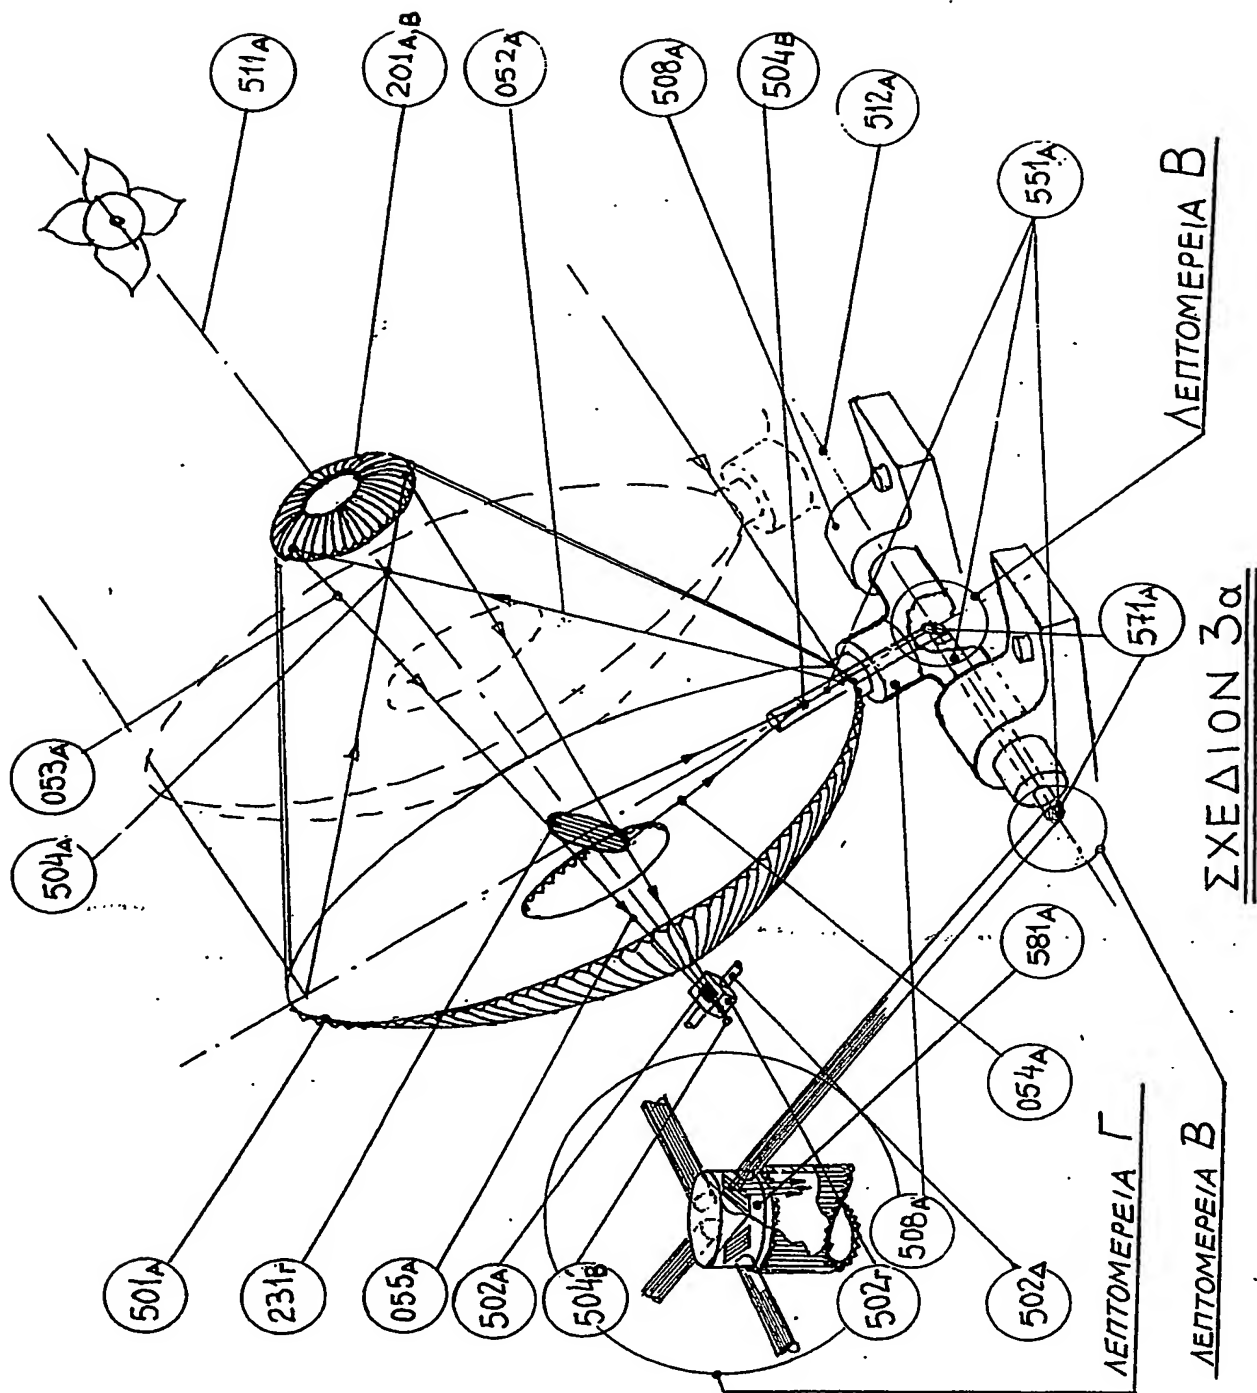 511Α
201Α,Β
052Α
508Α
504Β
512Α
551Α
ΛΕΠΤΟΜΕΡΕΙΑ Β
053Α
504Α
571Α
581Α
054Α
501Α
231Γ
055Α
502Α
504Β
508Α
502Γ
502Δ
ΛΕΠΤΟΜΕΡΕΙΑ Γ
ΛΕΠΤΟΜΕΡΕΙΑ Β
ΣΧΕΔΙΟΝ 3α